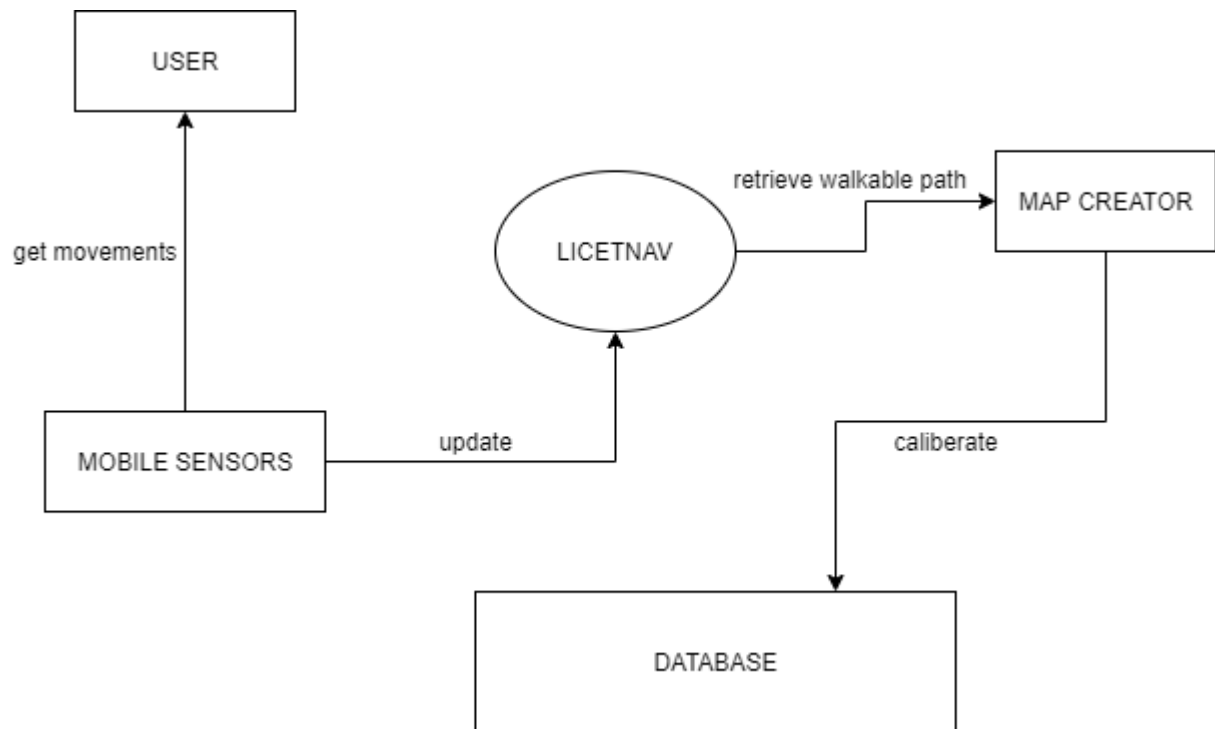 USER
retrieve walkable path
MAP CREATOR
get movements
LICETNAV
update
caliberate
MOBILE SENSORS
DATABASE